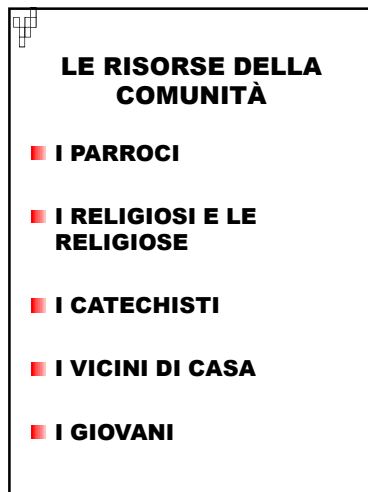 LE RISORSE DELLA
COMUNITÀ
I PARROCI
I RELIGIOSI E LE
RELIGIOSE
I CATECHISTI
I VICINI DI CASA
I GIOVANI